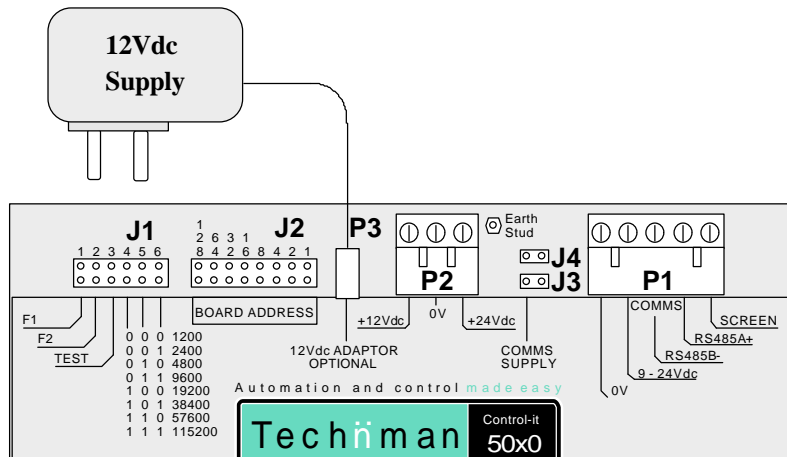 12Vdc
Supply
J1
J2
P3
Earth
Stud
J4
J3
P2
P1
1 2 3 4 5 6
1
2 6 3 1
8 4 2 6 8 4 2 1
F1
F2
TEST
BOARD ADDRESS
+12Vdc
0V
+24Vdc
COMMS
SCREEN
RS485A+
RS485B-
9 - 24Vdc
0V
12Vdc ADAPTOR
OPTIONAL
COMMS
SUPPLY
0 0 0 1200
0 0 1 2400
0 1 0 4800
0 1 1 9600
1 0 0 19200
1 0 1 38400
1 1 0 57600
1 1 1 115200
Automation and control made easy
Techn̈man
Control-it
50x0